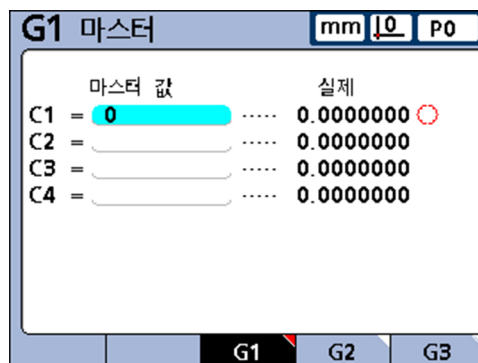 G1 마스터 mm 0 P0
마스터 값 실제
C1 = 0 ..... 0.0000000
C2 = ..... 0.0000000
C3 = ..... 0.0000000
C4 = ..... 0.0000000
G1 G2 G3